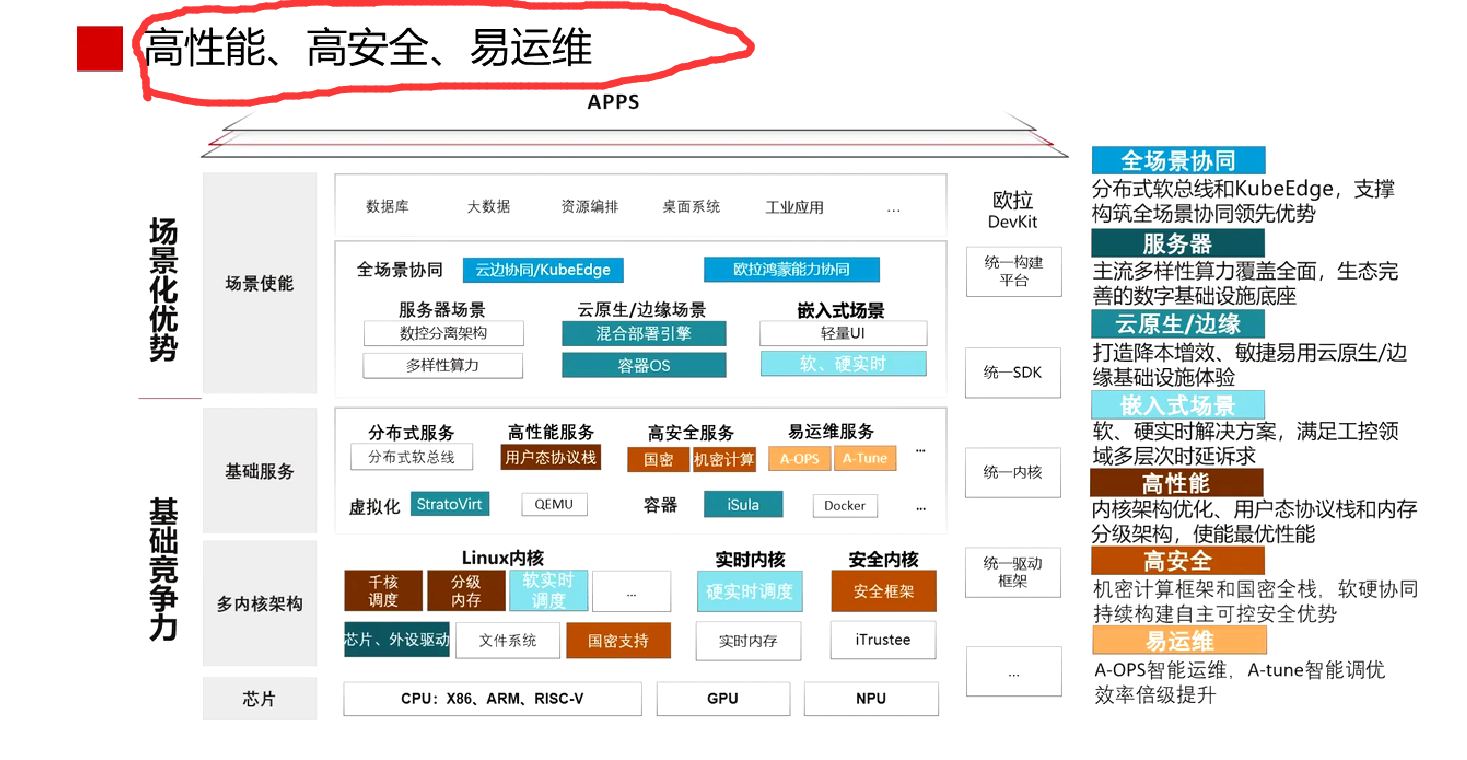 高性能、高安全、易运维
APPS
场景化优势
场景使能
数据库 大数据 资源编排 桌面系统 工业应用 ...
全场景协同 云边协同/KubeEdge 欧拉鸿蒙能力协同
服务器场景 云原生/边缘场景 嵌入式场景
数控分离架构 混合部署引擎 轻量UI
多样性算力 容器OS 软、硬实时
基础竞争力
基础服务
分布式服务 高性能服务 高安全服务 易运维服务 ...
分布式软总线 用户态协议栈 国密 机密计算 A-OPS A-Tune
虚拟化 StratoVirt QEMU 容器 iSula Docker ...
多内核架构
Linux内核 实时内核 安全内核
千核
调度
分级
内存
软实时
调度
...
硬实时调度
安全框架
芯片、外设驱动 文件系统 国密支持 实时内存 iTrustee
芯片
CPU：X86、ARM、RISC-V GPU NPU
欧拉
DevKit
统一构建
平台
统一SDK
统一内核
统一驱动
框架
...
全场景协同
分布式软总线和KubeEdge，支撑
构筑全场景协同领先优势
服务器
主流多样性算力覆盖全面，生态完
善的数字基础设施底座
云原生/边缘
打造降本增效、敏捷易用云原生/边
缘基础设施体验
嵌入式场景
软、硬实时解决方案，满足工控领
域多层次时延诉求
高性能
内核架构优化、用户态协议栈和内存
分级架构，使能最优性能
高安全
机密计算框架和国密全栈，软硬协同
持续构建自主可控安全优势
易运维
A-OPS智能运维，A-tune智能调优
效率倍级提升